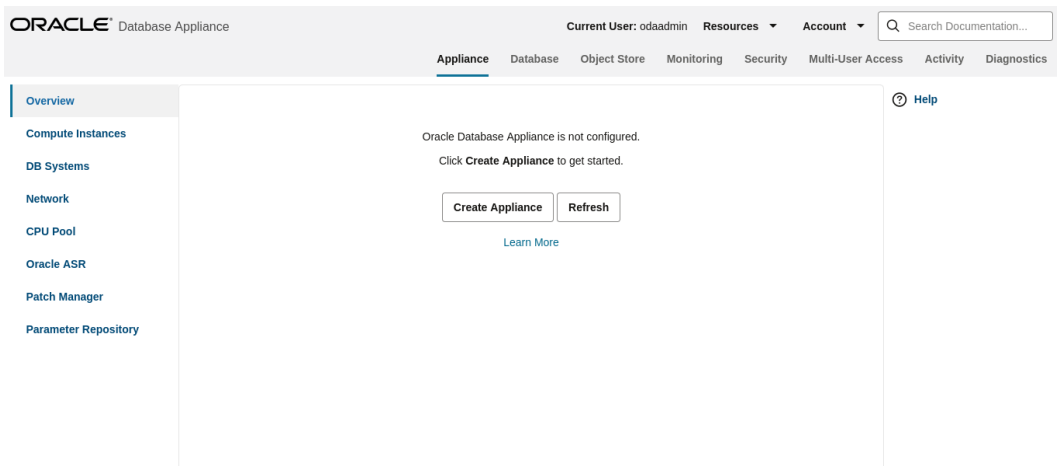 ORACLE® Database Appliance
Current User: odaadmin Resources Account Search Documentation...
Appliance Database Object Store Monitoring Security Multi-User Access Activity Diagnostics
Overview
Compute Instances
DB Systems
Network
CPU Pool
Oracle ASR
Patch Manager
Parameter Repository
Oracle Database Appliance is not configured.
Click Create Appliance to get started.
Create Appliance Refresh
Learn More
Help